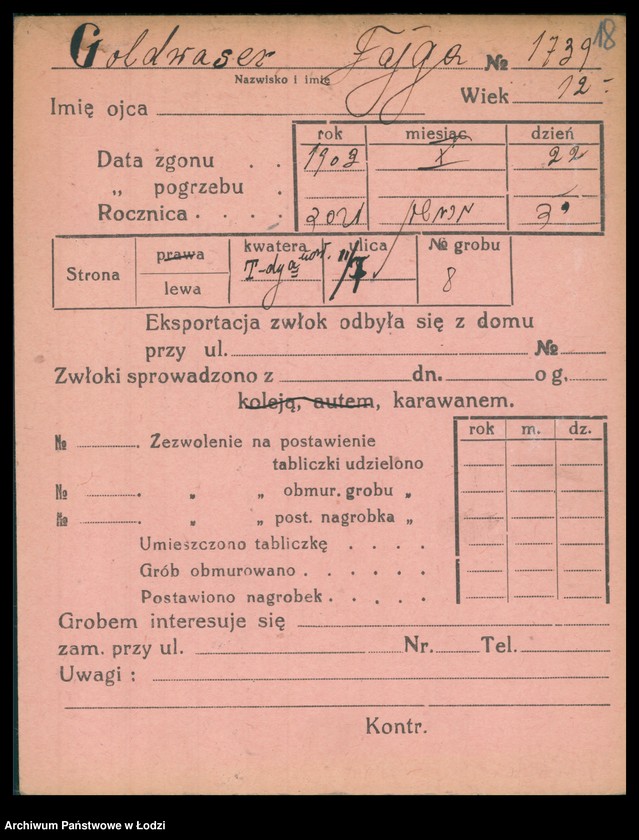 18
Goldwaser Fajga № 1739
Nazwisko i imię
Wiek 12
Imię ojca
rok miesiąc dzień
Data zgonu . . 1902 X 22
„ pogrzebu .
Rocznica . . . .
Strona prawa kwatera ulica № grobu
lewa 8
Eksportacja zwłok odbyła się z domu
przy ul. №
Zwłoki sprowadzono z dn. o g.
koleją, autem, karawanem.
rok m. dz.
№ . Zezwolenie na postawienie
tabliczki udzielono
№ . „ „ obmur. grobu „
№ . „ „ post. nagrobka „
Umieszczono tabliczkę . . . .
Grób obmurowano . . . . . .
Postawiono nagrobek . . . . .
Grobem interesuje się
zam. przy ul. Nr. Tel.
Uwagi :
Kontr.
Archiwum Państwowe w Łodzi